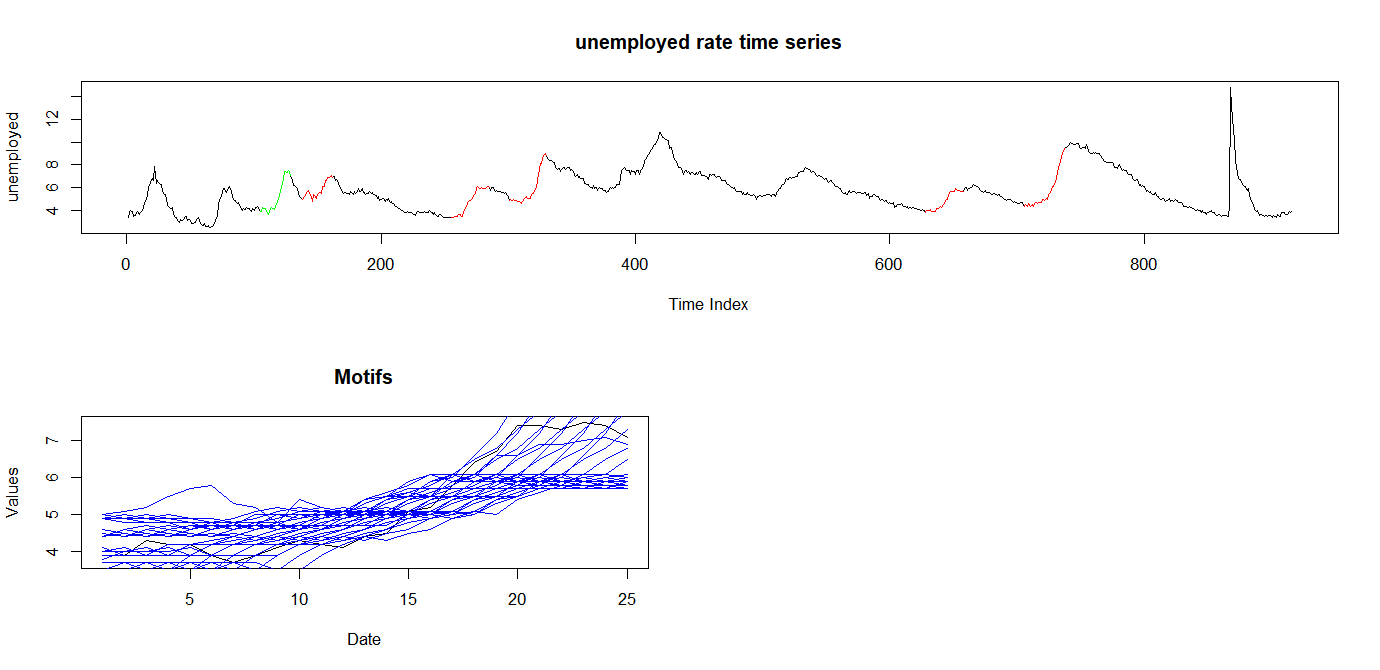 unemployed rate time series
unemployed
4 6 8 12
0 200 400 600 800
Time Index
Motifs
Values
4 5 6 7
5 10 15 20 25
Date